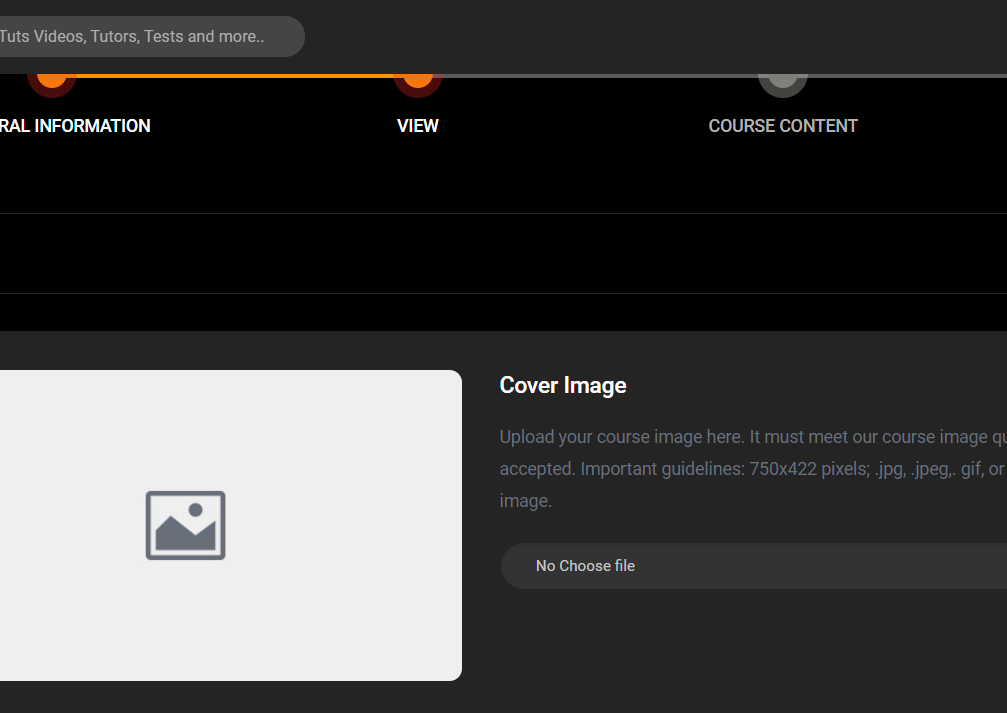 Tuts Videos, Tutors, Tests and more..
RAL INFORMATION
VIEW
COURSE CONTENT
Cover Image
Upload your course image here. It must meet our course image qu
accepted. Important guidelines: 750x422 pixels; .jpg, .jpeg,. gif, or
image.
No Choose file